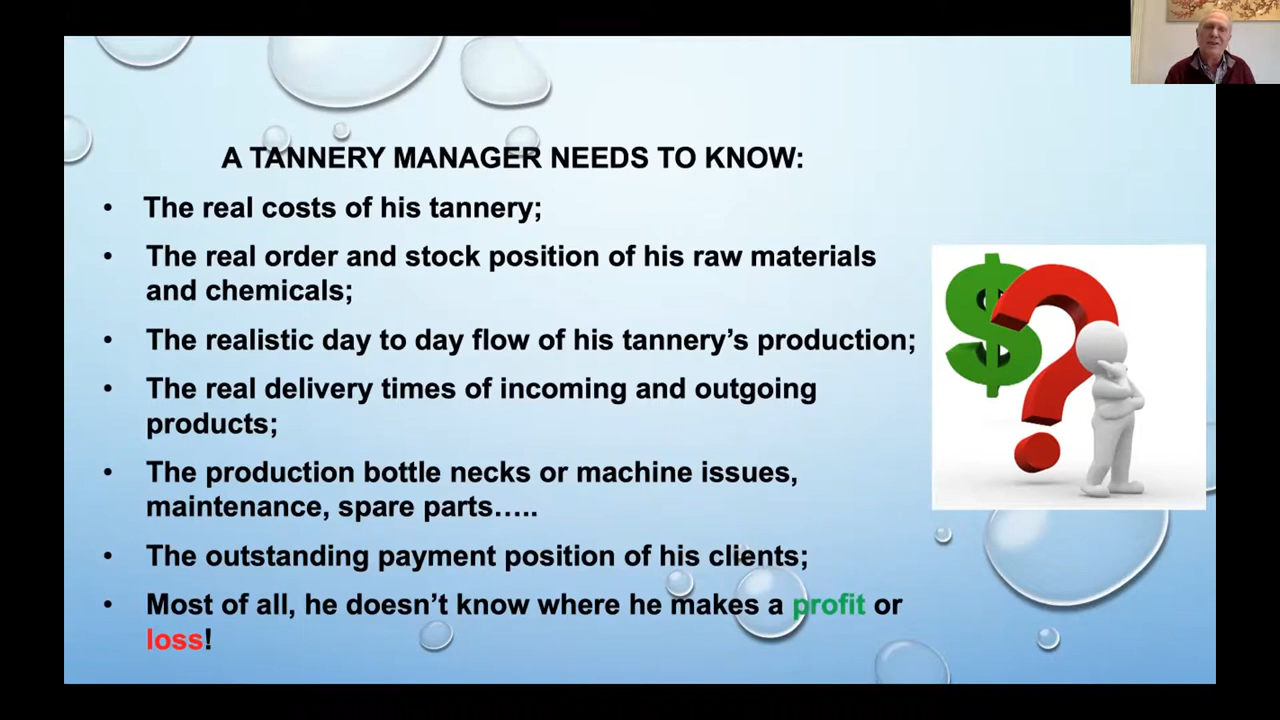 A TANNERY MANAGER NEEDS TO KNOW:
• The real costs of his tannery;
• The real order and stock position of his raw materials
and chemicals;
• The realistic day to day flow of his tannery’s production;
• The real delivery times of incoming and outgoing
products;
• The production bottle necks or machine issues,
maintenance, spare parts…..
• The outstanding payment position of his clients;
• Most of all, he doesn’t know where he makes a profit or
loss!